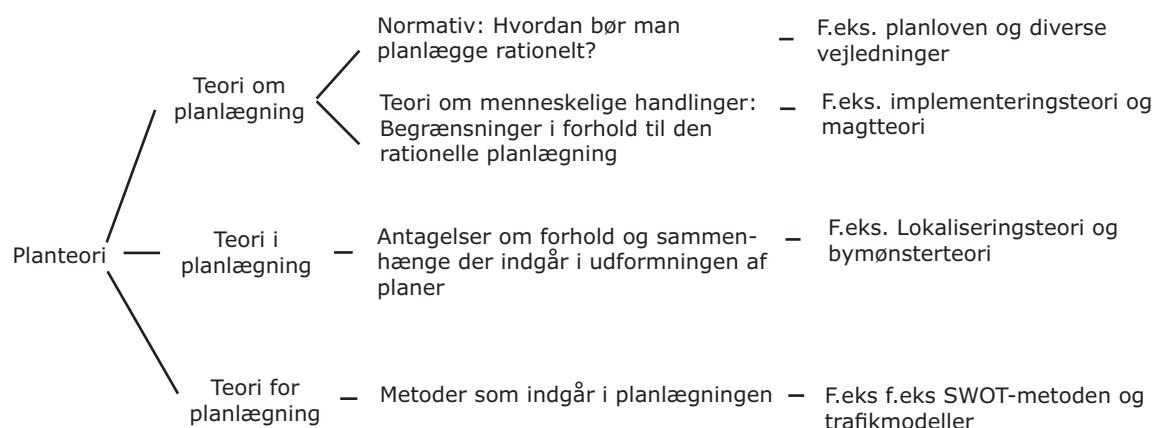 Planteori
Teori om
planlægning
Normativ: Hvordan bør man
planlægge rationelt?
–
F.eks. planloven og diverse
vejledninger
Teori om menneskelige handlinger:
Begrænsninger i forhold til den
rationelle planlægning
–
F.eks. implementeringsteori og
magtteori
Teori i
planlægning
–
Antagelser om forhold og sammen-
hænge der indgår i udformningen af
planer
–
F.eks. Lokaliseringsteori og
bymønsterteori
Teori for
planlægning
–
Metoder som indgår i planlægningen
–
F.eks f.eks SWOT-metoden og
trafikmodeller